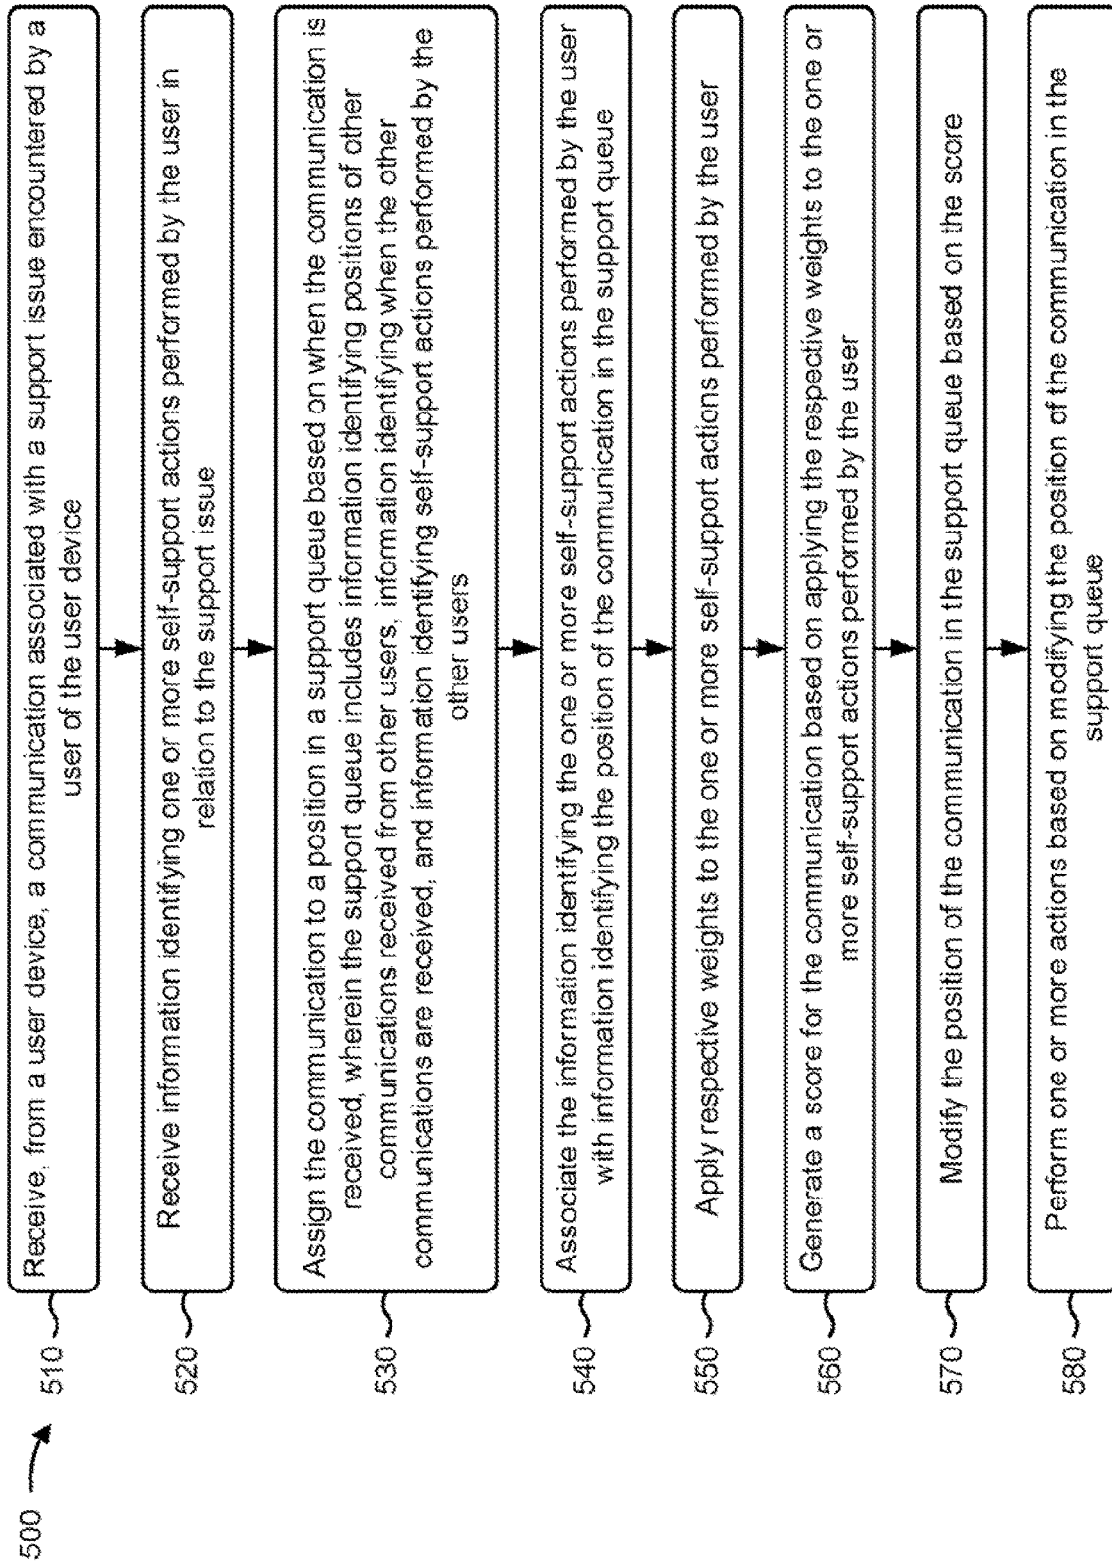 500
510
Receive, from a user device, a communication associated with a support issue encountered by a
user of the user device
520
Receive information identifying one or more self-support actions performed by the user in
relation to the support issue
530
Assign the communication to a position in a support queue based on when the communication is
received, wherein the support queue includes information identifying positions of other
communications received from other users, information identifying when the other
communications are received, and information identifying self-support actions performed by the
other users
540
Associate the information identifying the one or more self-support actions performed by the user
with information identifying the position of the communication in the support queue
550
Apply respective weights to the one or more self-support actions performed by the user
560
Generate a score for the communication based on applying the respective weights to the one or
more self-support actions performed by the user
570
Modify the position of the communication in the support queue based on the score
580
Perform one or more actions based on modifying the position of the communication in the
support queue